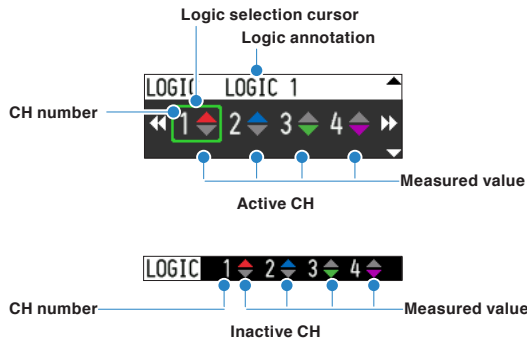 Logic selection cursor
Logic annotation
LOGIC LOGIC 1
CH number
1 2 3 4
Measured value
Active CH
LOGIC 1 2 3 4
CH number
Measured value
Inactive CH